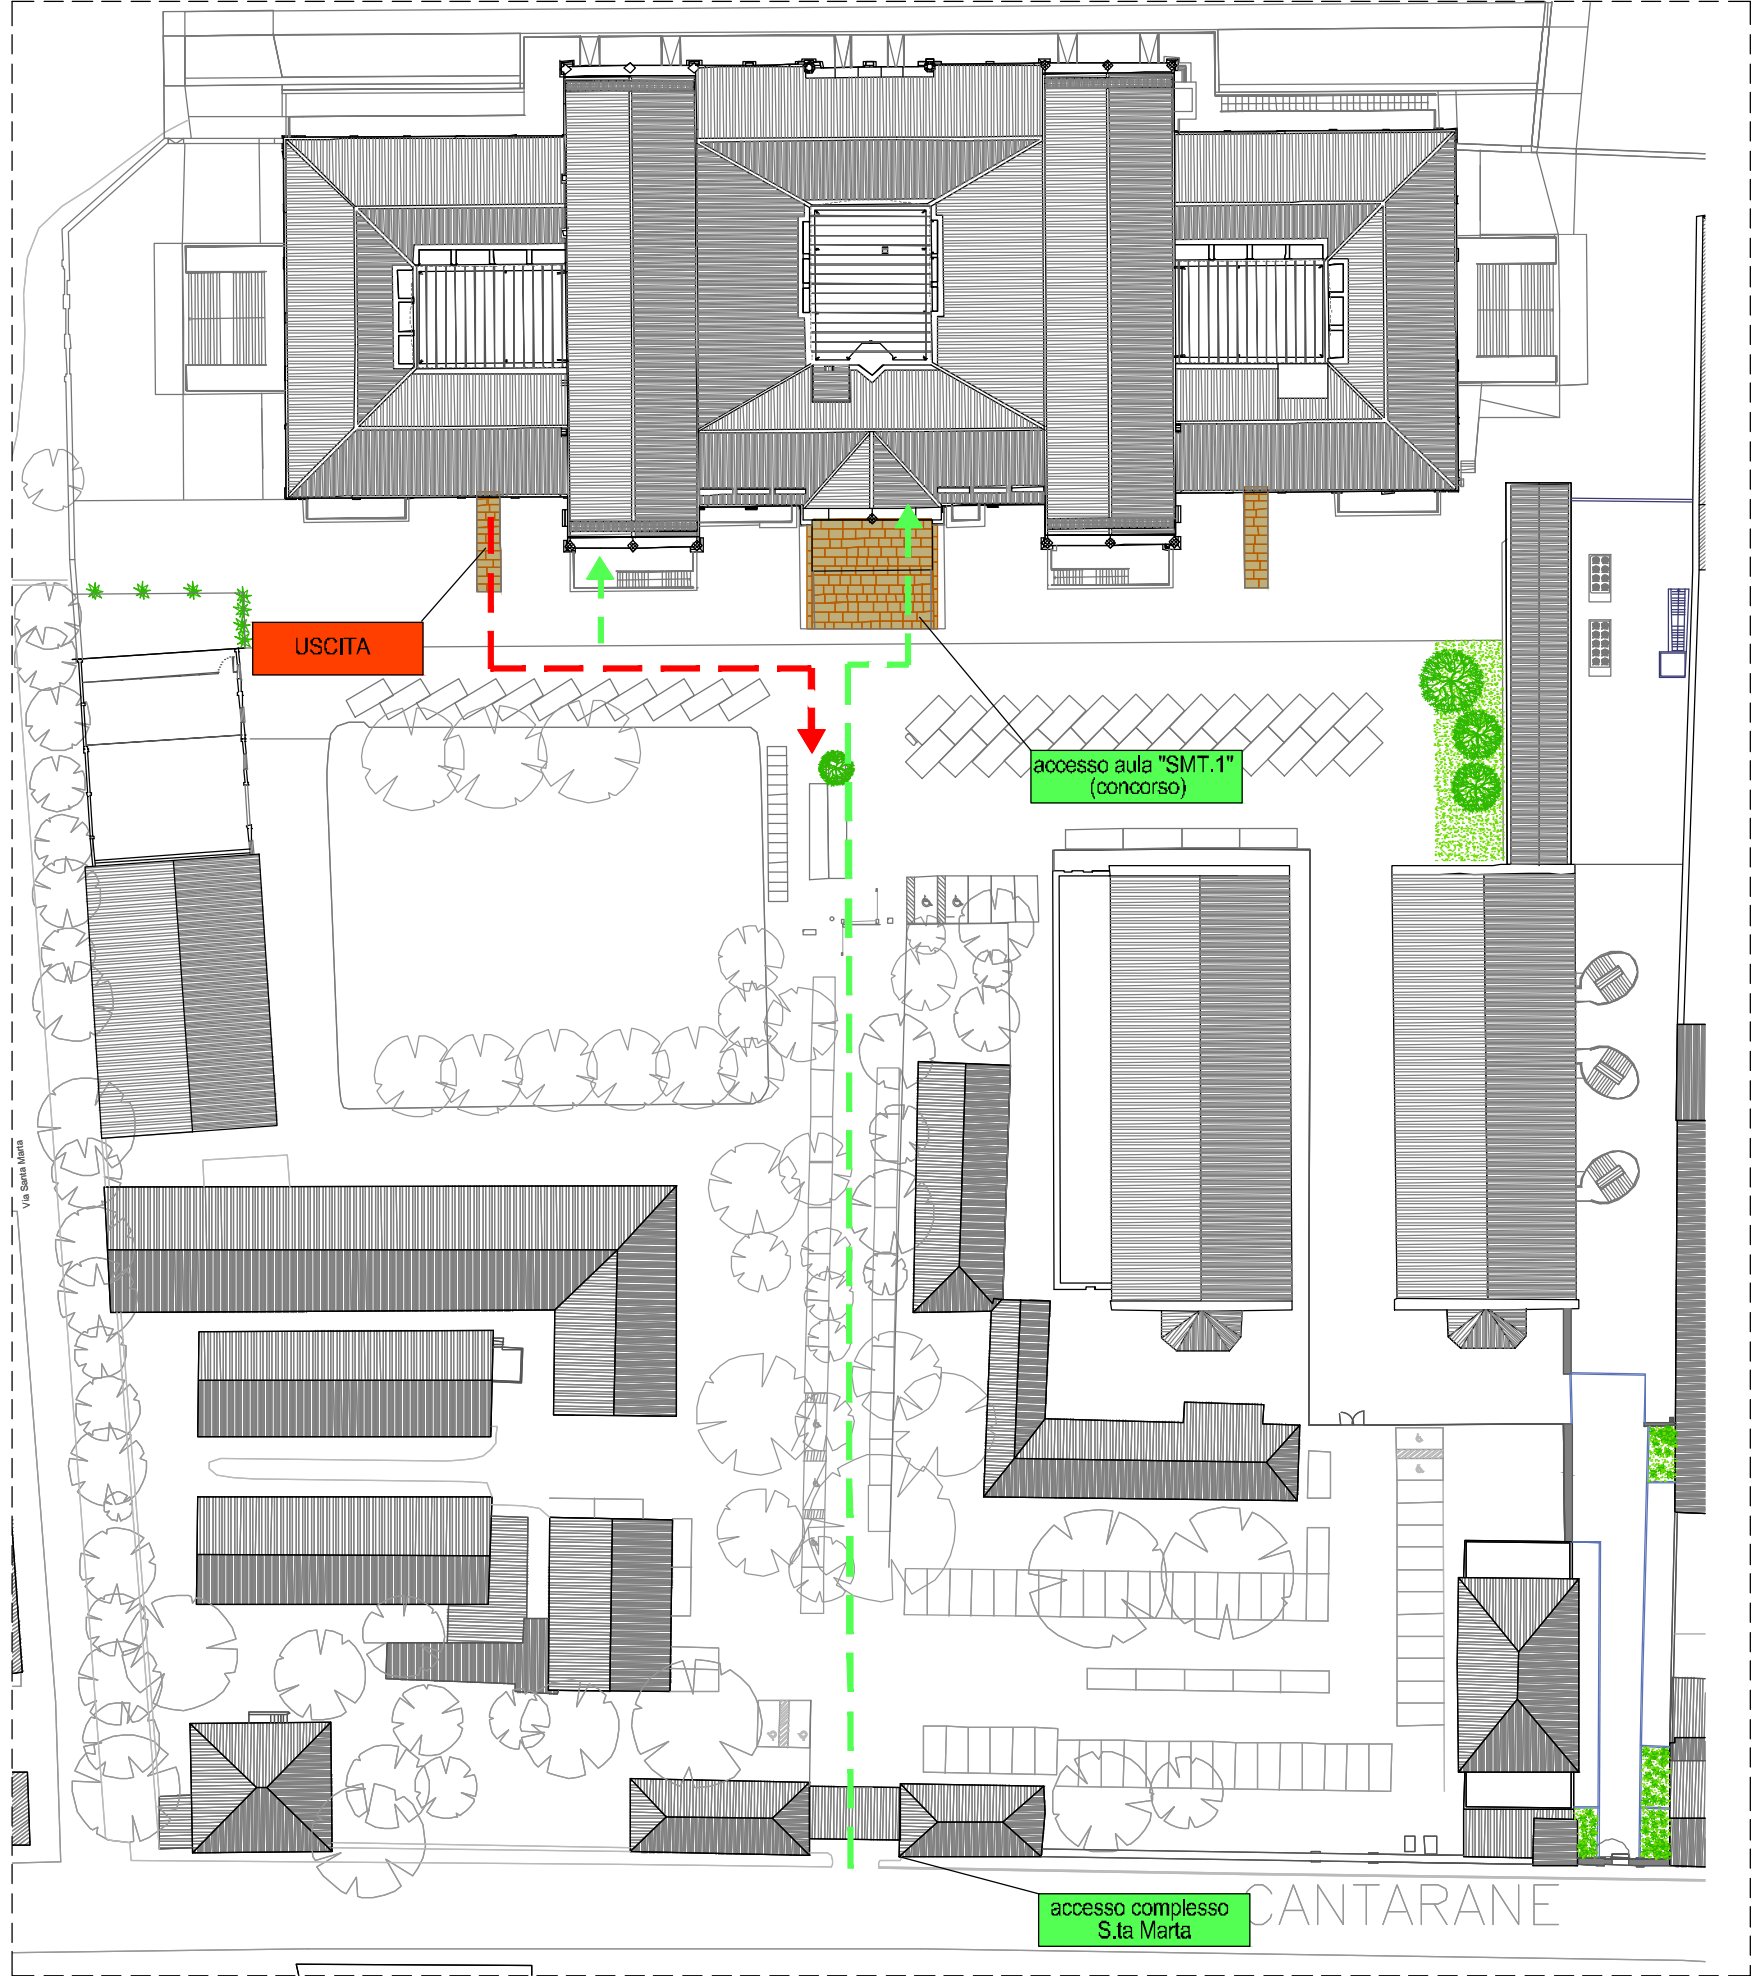 USCITA
accesso aula "SMT.1"
(concorso)
Via Santa Marta
accesso complesso
S.ta Marta
CANTARANE